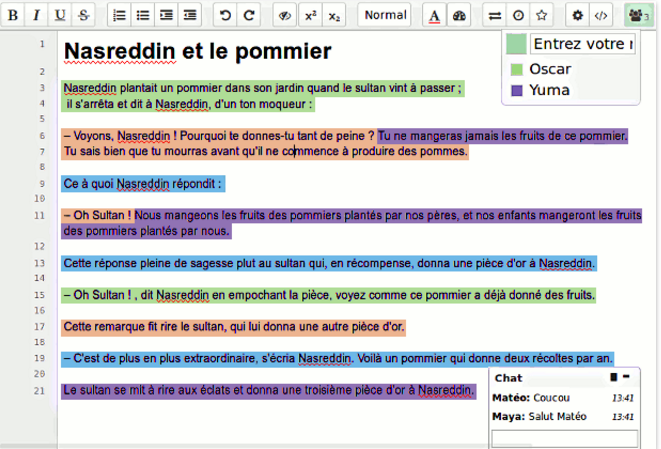 B I U S Normal A 3
Entrez votre
Oscar
Yuma
1 Nasreddin et le pommier
2
3 Nasreddin plantait un pommier dans son jardin quand le sultan vint à passer ;
4 il s'arrêta et dit à Nasreddin, d'un ton moqueur :
5
6 – Voyons, Nasreddin ! Pourquoi te donnes-tu tant de peine ? Tu ne mangeras jamais les fruits de ce pommier.
7 Tu sais bien que tu mourras avant qu'il ne commence à produire des pommes.
8
9 Ce à quoi Nasreddin répondit :
10
11 – Oh Sultan ! Nous mangeons les fruits des pommiers plantés par nos pères, et nos enfants mangeront les fruits
des pommiers plantés par nous.
12
13 Cette réponse pleine de sagesse plut au sultan qui, en récompense, donna une pièce d'or à Nasreddin.
14
15 – Oh Sultan ! , dit Nasreddin en empochant la pièce, voyez comme ce pommier a déjà donné des fruits.
16
17 Cette remarque fit rire le sultan, qui lui donna une autre pièce d'or.
18
19 – C'est de plus en plus extraordinaire, s'écria Nasreddin. Voilà un pommier qui donne deux récoltes par an.
20
21 Le sultan se mit à rire aux éclats et donna une troisième pièce d'or à Nasreddin.
Chat
Matéo: Coucou 13:41
Maya: Salut Matéo 13:41